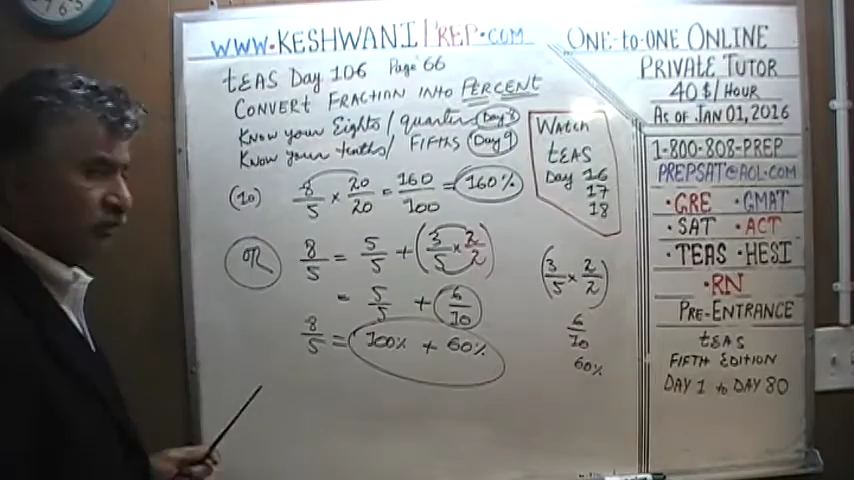 www.KESHWANI PREP.COM
TEAS Day 106 Page 66
CONVERT FRACTION INTO PERCENT
KNOW YOUR EIGHTS / QUARTERS Day 8
KNOW YOUR TENTHS / FIFTHS Day 9
(10) 8/5 × 20/20 = 160/100 = 160%
OR 8/5 = 5/5 + (3/5 × 2/2)
= 5/5 + 6/10
8/5 = 100% + 60%
WATCH
TEAS
Day 16
17
18
(3/5 × 2/2)
6/10
60%
ONE-to-ONE ONLINE
PRIVATE TUTOR
40$/HOUR
AS OF JAN 01, 2016
1-800-808-PREP
PREPSAT@AOL.COM
•GRE •GMAT
•SAT •ACT
•TEAS •HESI
•RN
PRE-ENTRANCE
TEAS
FIFTH EDITION
DAY 1 to DAY 80